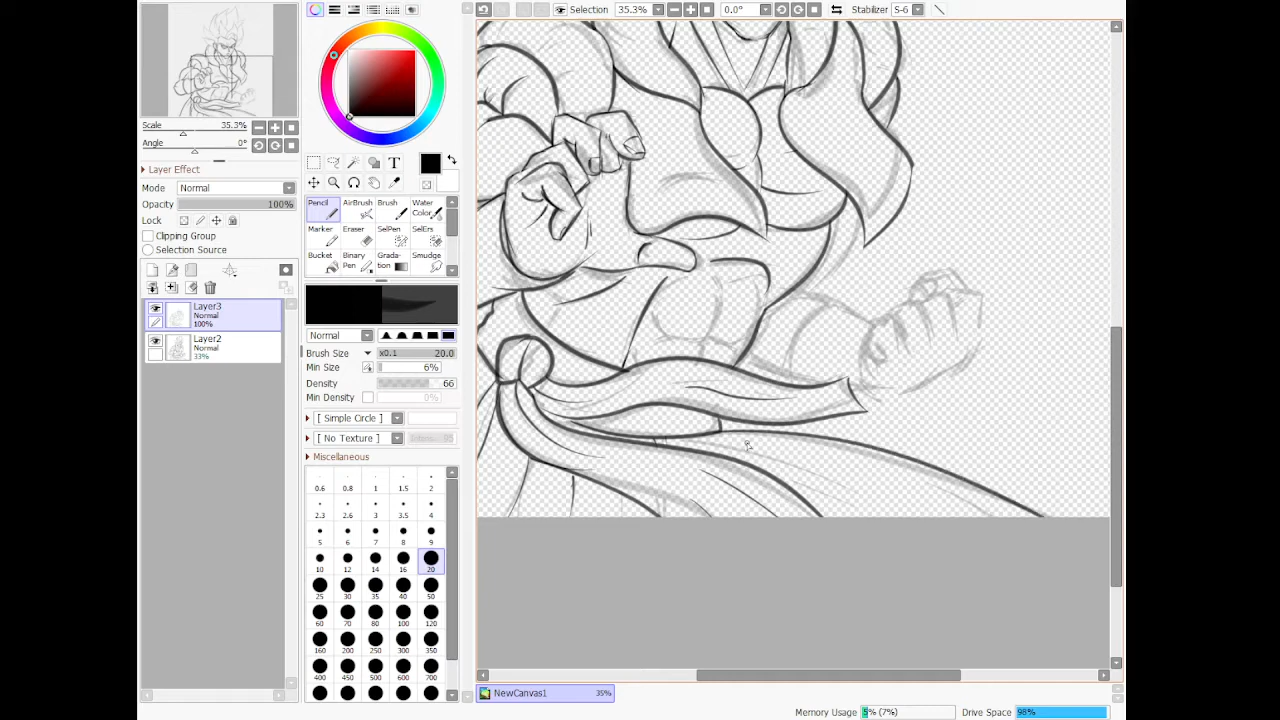 Selection 35.3% 0.0° Stabilizer S-6
Scale 35.3%
Angle 0°
Layer Effect
Mode Normal
Opacity 100%
Lock
Clipping Group
Selection Source
Layer3
Normal
100%
Layer2
Normal
33%
T
Pencil AirBrush Brush Water Color
Marker Eraser SelPen SelErs
Bucket Binary Pen Grada- tion Smudge
Normal
Brush Size x0.1 20.0
Min Size 6%
Density 66
Min Density 0%
[ Simple Circle ]
[ No Texture ]
Miscellaneous
0.6 0.8 1 1.5 2
2.3 2.6 3 3.5 4
5 6 7 8 9
10 12 14 16 20
25 30 35 40 50
60 70 80 100 120
160 200 250 300 350
400 450 500 600 700
NewCanvas1 35%
Memory Usage 5% (7%) Drive Space 98%